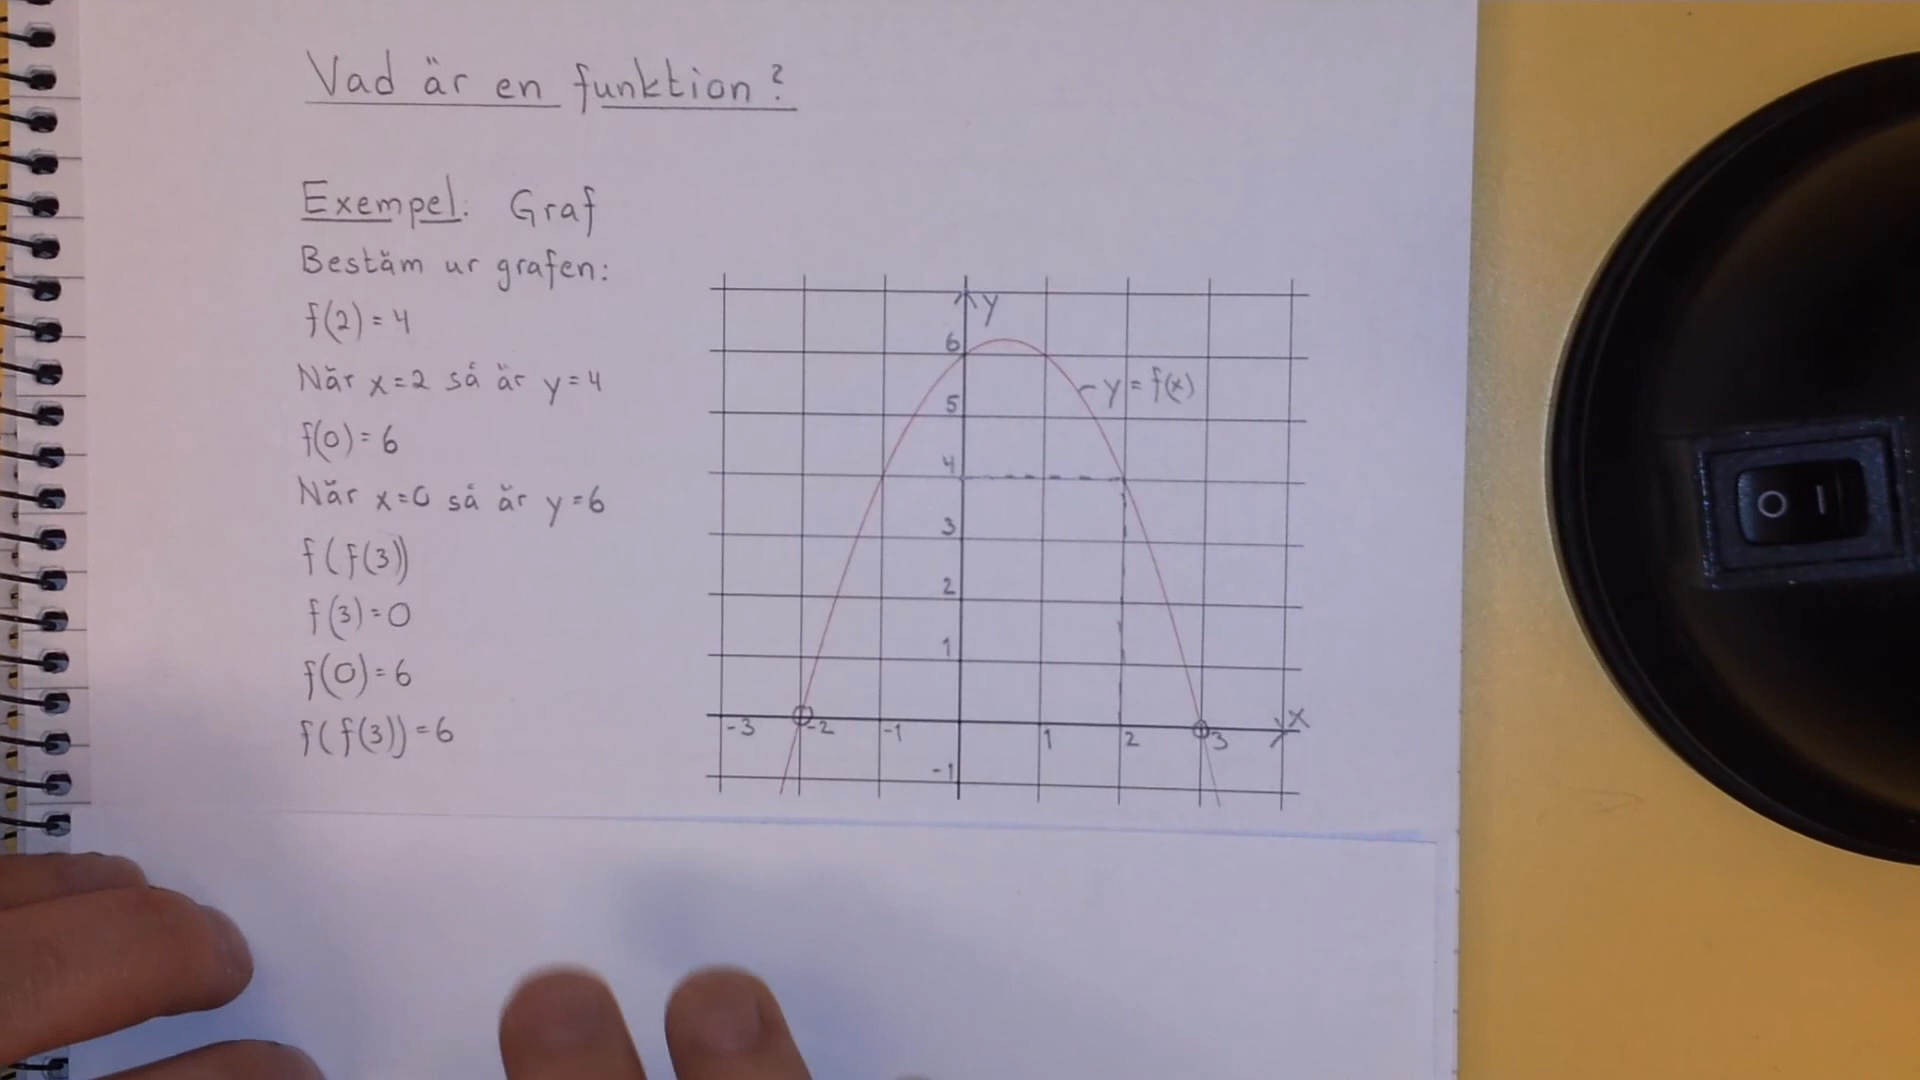 Vad är en funktion?
Exempel: Graf
Bestäm ur grafen:
f(2) = 4
När x=2 så är y=4
f(0) = 6
När x=0 så är y=6
f(f(3))
f(3) = 0
f(0) = 6
f(f(3)) = 6
y
6
y = f(x)
5
4
3
2
1
-3 -2 -1 1 2 3 x
-1
O I